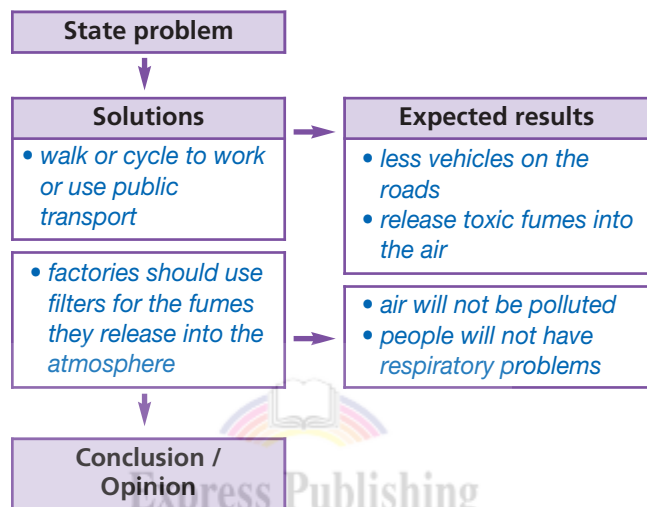 State problem
Solutions
• walk or cycle to work
or use public
transport
Expected results
• less vehicles on the
roads
• release toxic fumes into
the air
• factories should use
filters for the fumes
they release into the
atmosphere
• air will not be polluted
• people will not have
respiratory problems
Conclusion /
Opinion
Express Publishing